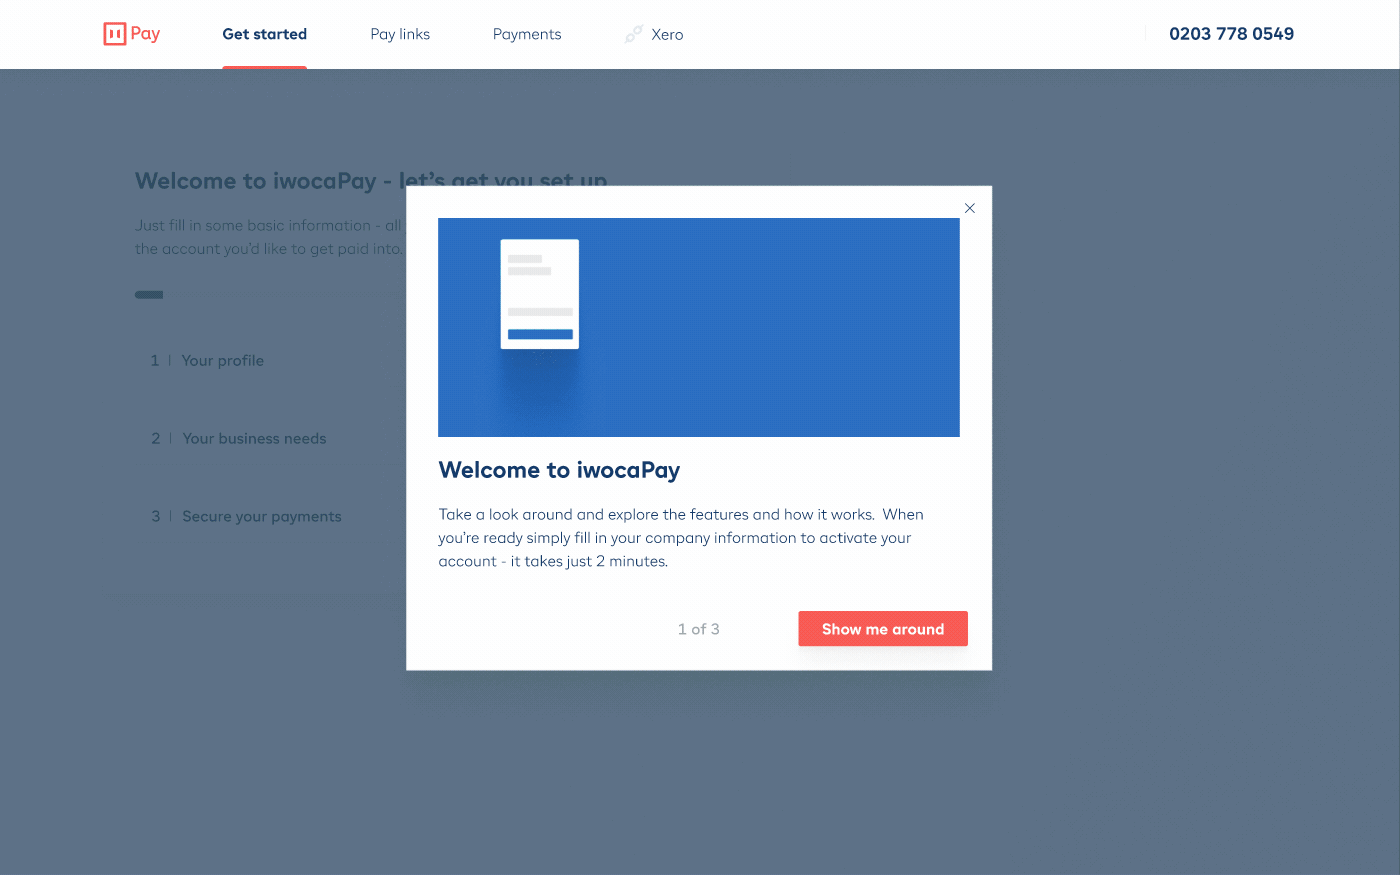 Pay
Get started
Pay links
Payments
Xero
0203 778 0549
Welcome to iwocaPay - let's get you set up
Just fill in some basic information - all
the account you'd like to get paid into.
1 | Your profile
2 | Your business needs
3 | Secure your payments
Welcome to iwocaPay
Take a look around and explore the features and how it works.  When
you're ready simply fill in your company information to activate your
account - it takes just 2 minutes.
1 of 3
Show me around